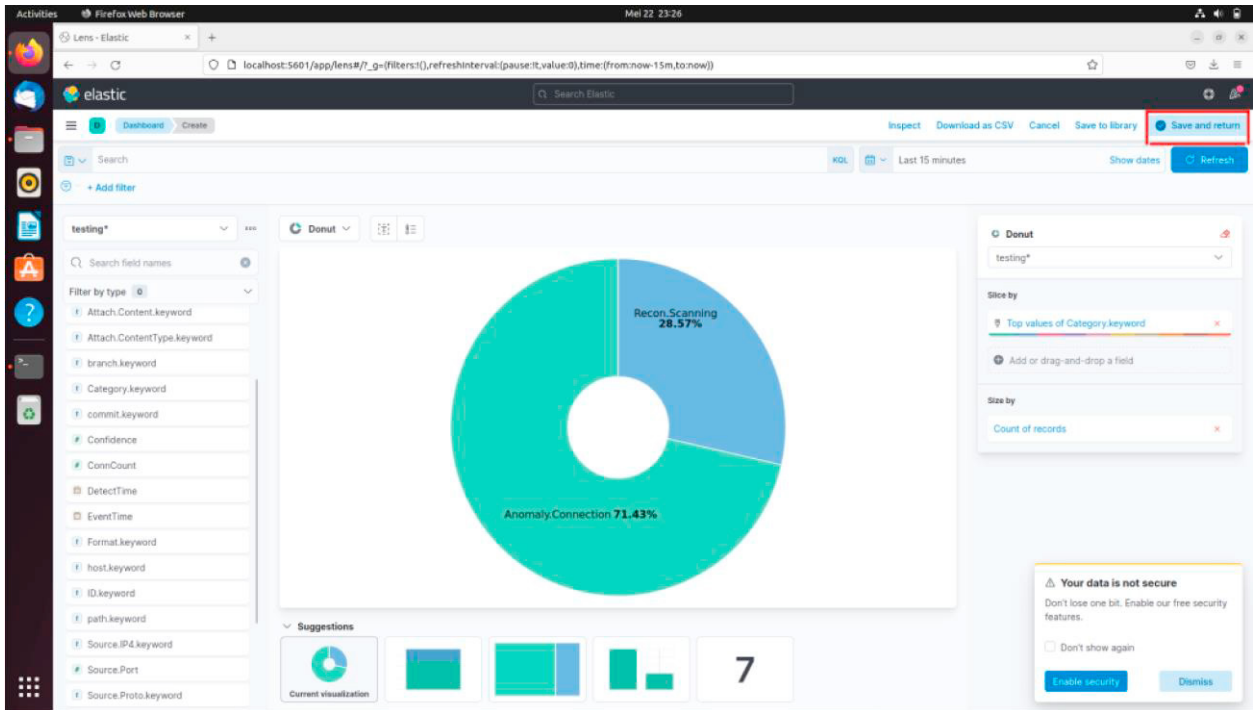 Activities Firefox Web Browser Mei 22 23:26
Lens - Elastic × +
localhost:5601/app/lens#/?_g=(filters:!(),refreshInterval:(pause:!t,value:0),time:(from:now-15m,to:now))
elastic Search Elastic
D Dashboard Create Inspect Download as CSV Cancel Save to library Save and return
Search KQL Last 15 minutes Show dates Refresh
+ Add filter
testing*
Search field names
Filter by type 0
Attach.Content.keyword
Attach.ContentType.keyword
branch.keyword
Category.keyword
commit.keyword
Confidence
ConnCount
DetectTime
EventTime
Format.keyword
host.keyword
ID.keyword
path.keyword
Source.IP4.keyword
Source.Port
Source.Proto.keyword
Donut
Recon.Scanning
28.57%
Anomaly.Connection 71.43%
Suggestions
Current visualization
7
Donut
testing*
Slice by
Top values of Category.keyword
Add or drag-and-drop a field
Size by
Count of records
Your data is not secure
Don't lose one bit. Enable our free security
features.
Don't show again
Enable security Dismiss